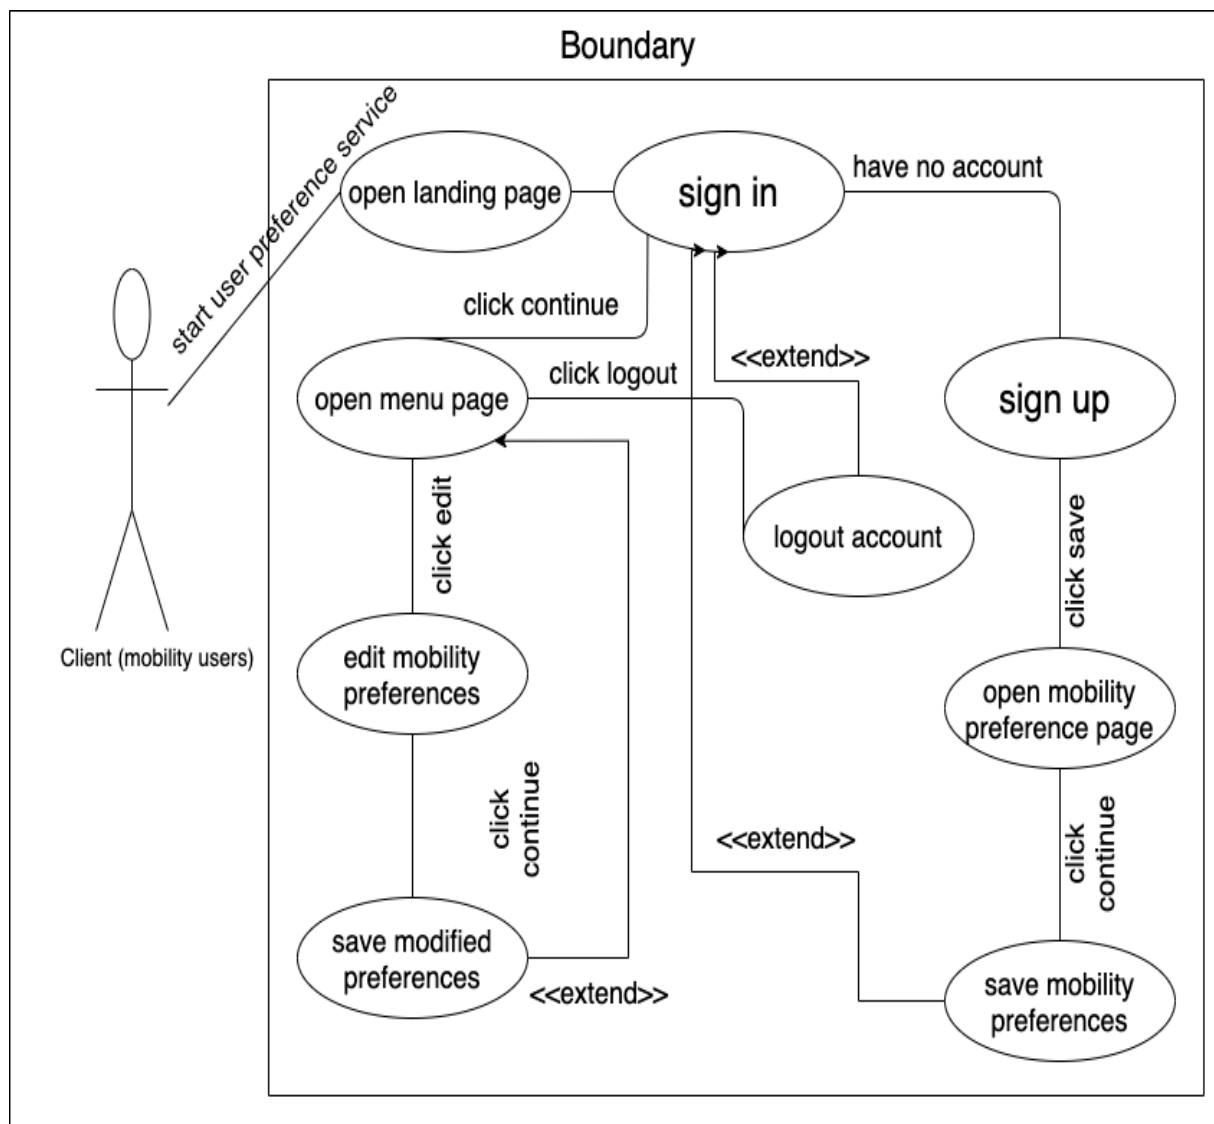 Boundary
start user preference service
open landing page
sign in
have no account
click continue
<<extend>>
click logout
open menu page
sign up
click edit
logout account
click save
Client (mobility users)
edit mobility
preferences
open mobility
preference page
click
continue
<<extend>>
click
continue
save modified
preferences
<<extend>>
save mobility
preferences